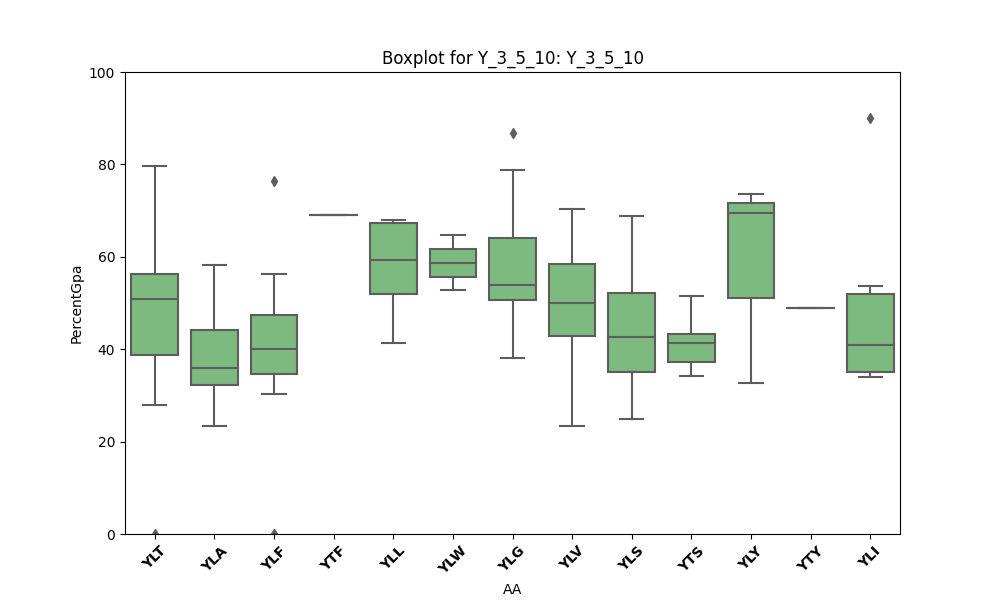 Boxplot for Y_3_5_10: Y_3_5_10
100
80
60
40
20
0
PercentGpa
YLT YLA YLF YTF YLL YLW YLG YLV YLS YTS YLY YTY YLI
AA